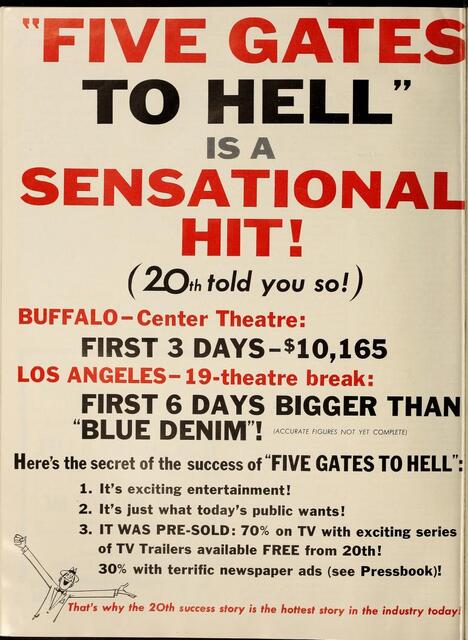 "FIVE GATES
TO HELL"
IS A
SENSATIONAL
HIT!
(20th told you so!)
BUFFALO–Center Theatre:
FIRST 3 DAYS–$10,165
LOS ANGELES–19-theatre break:
FIRST 6 DAYS BIGGER THAN
"BLUE DENIM"! (ACCURATE FIGURES NOT YET COMPLETE)
Here's the secret of the success of "FIVE GATES TO HELL":
1. It's exciting entertainment!
2. It's just what today's public wants!
3. IT WAS PRE-SOLD: 70% on TV with exciting series
of TV Trailers available FREE from 20th!
30% with terrific newspaper ads (see Pressbook)!
That's why the 20th success story is the hottest story in the industry today!